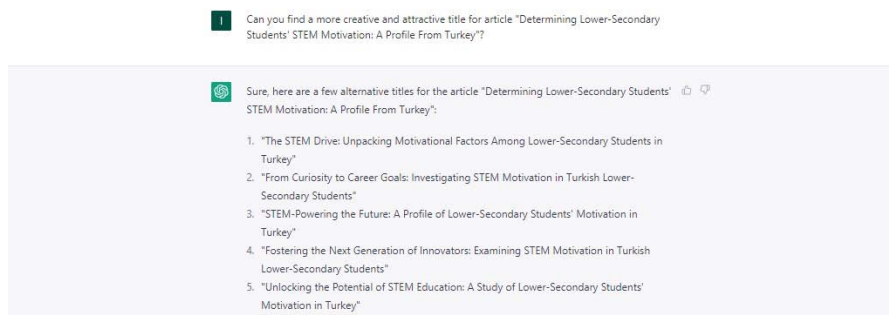 I
Can you find a more creative and attractive title for article "Determining Lower-Secondary
Students' STEM Motivation: A Profile From Turkey"?
Sure, here are a few alternative titles for the article "Determining Lower-Secondary Students'
STEM Motivation: A Profile From Turkey":
1. "The STEM Drive: Unpacking Motivational Factors Among Lower-Secondary Students in
Turkey"
2. "From Curiosity to Career Goals: Investigating STEM Motivation in Turkish Lower-
Secondary Students"
3. "STEM-Powering the Future: A Profile of Lower-Secondary Students' Motivation in
Turkey"
4. "Fostering the Next Generation of Innovators: Examining STEM Motivation in Turkish
Lower-Secondary Students"
5. "Unlocking the Potential of STEM Education: A Study of Lower-Secondary Students'
Motivation in Turkey"